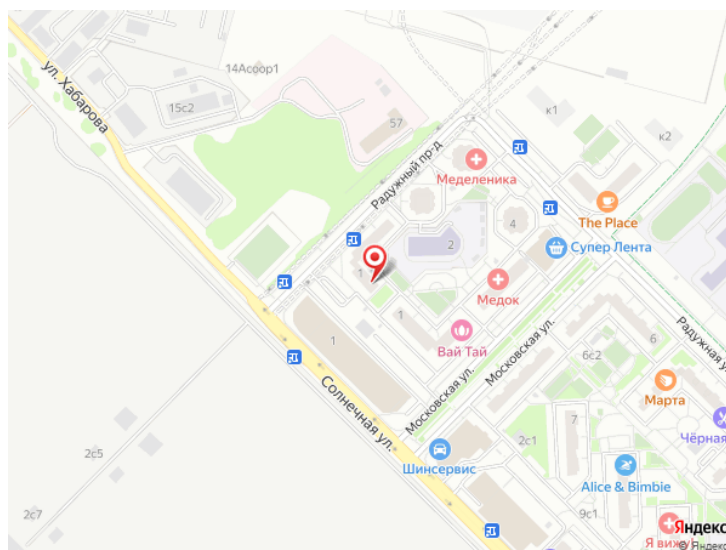 ул. Хабарова
14Асоор1
15с2
57
к1
к2
Радужный пр-д
Меделеника
The Place
4
2
Супер Лента
1
Медок
1
1
Вай Тай
Московская ул.
Московская ул.
Радужная ул.
6с2
6
Марта
Солнечная ул.
7
2с1
Чёрная
Шинсервис
2с5
Alice & Bimbie
9с1
2с7
Яндекс
Я вижу!
© Яндекс